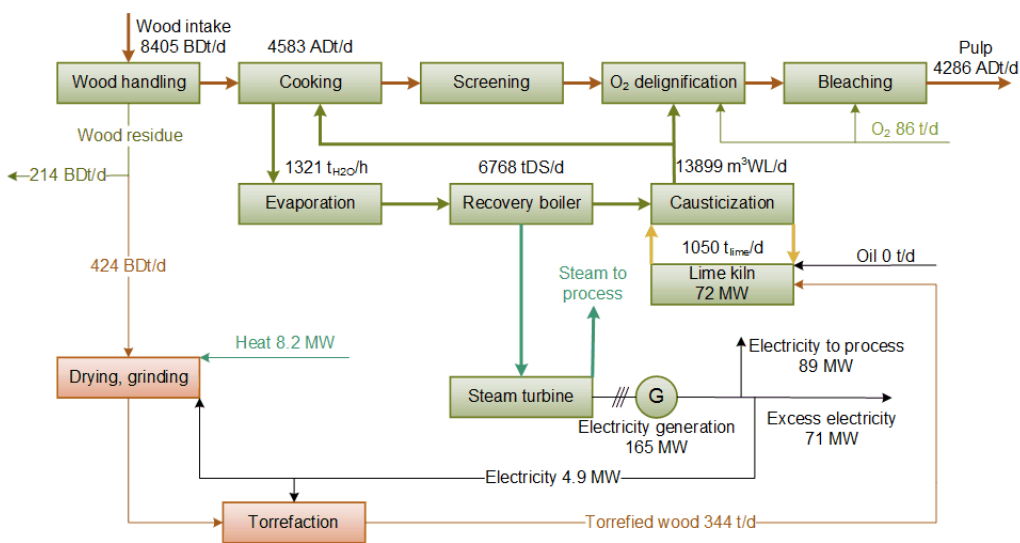 Wood intake
8405 BDt/d
4583 ADt/d
Pulp
4286 ADt/d
Wood handling
Cooking
Screening
O₂ delignification
Bleaching
Wood residue
O₂ 86 t/d
214 BDt/d
1321 tH2O/h
6768 tDS/d
13899 m³WL/d
Evaporation
Recovery boiler
Causticization
1050 tlime/d
424 BDt/d
Steam to
process
Oil 0 t/d
Lime kiln
72 MW
Heat 8.2 MW
Electricity to process
89 MW
Drying, grinding
Steam turbine
G
Electricity generation
165 MW
Excess electricity
71 MW
Electricity 4.9 MW
Torrefaction
Torrefied wood 344 t/d